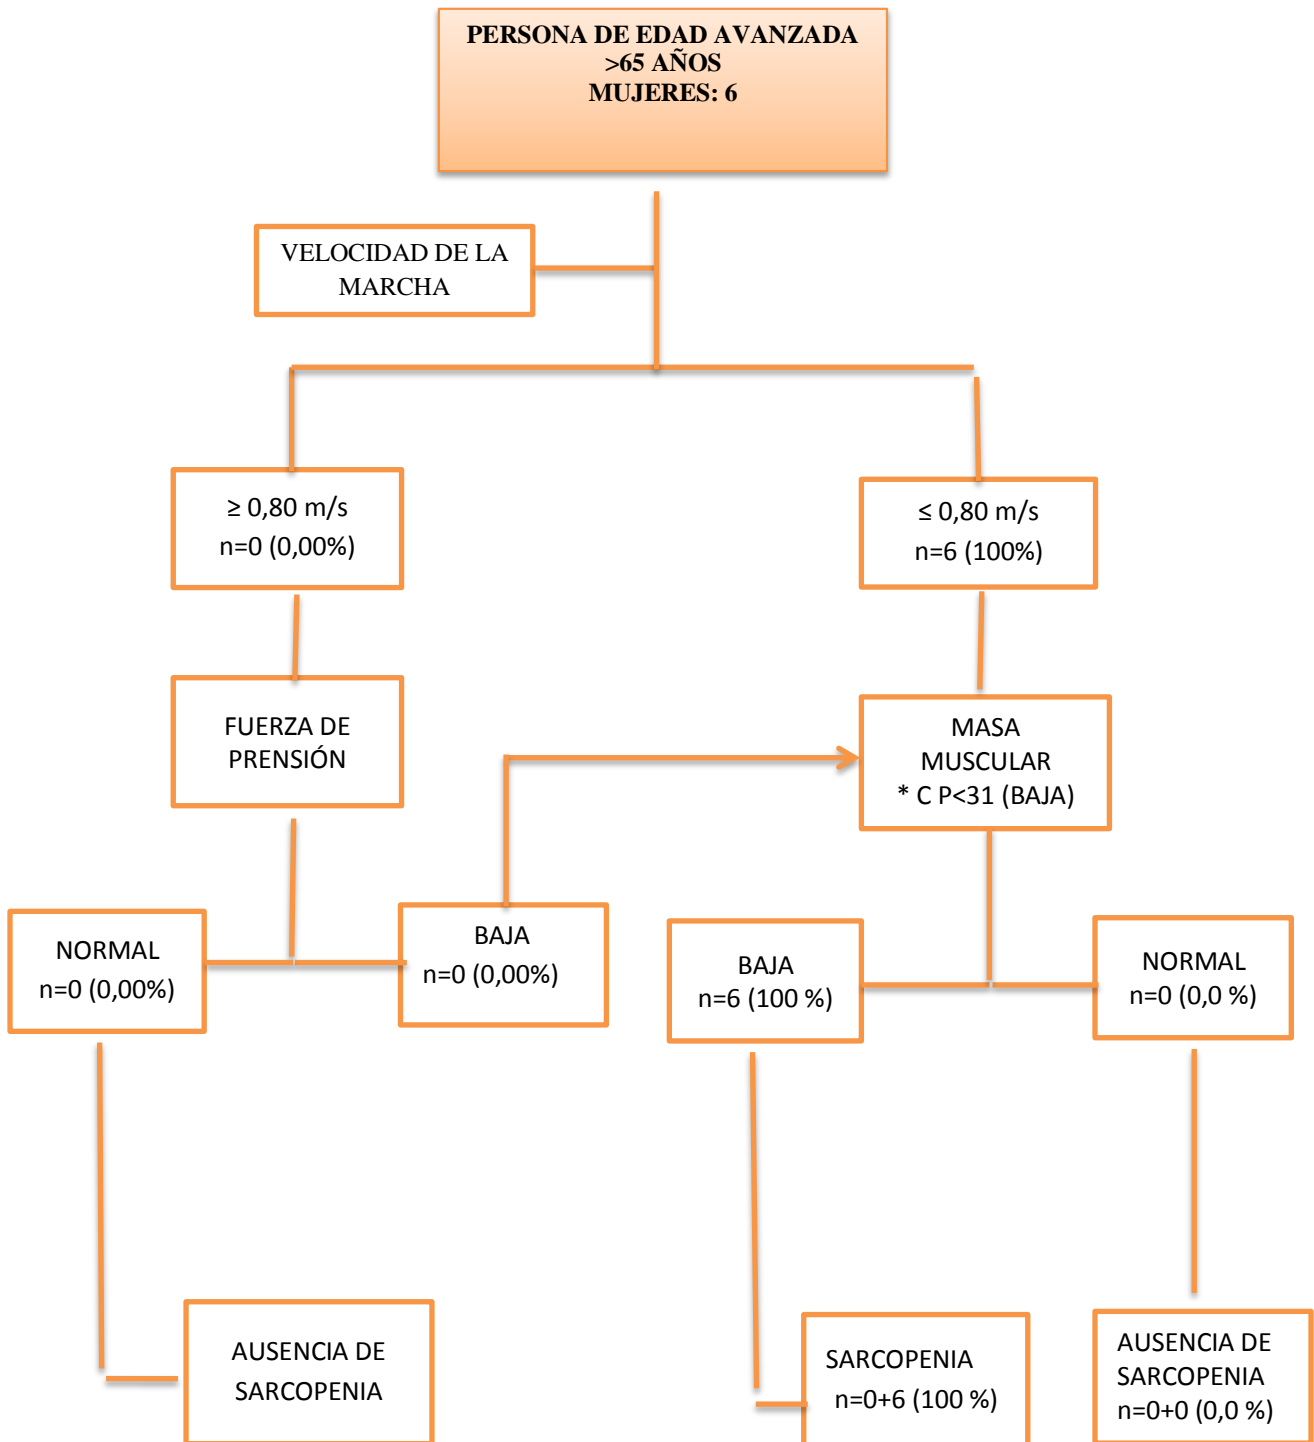 PERSONA DE EDAD AVANZADA
>65 AÑOS
MUJERES: 6
VELOCIDAD DE LA
MARCHA
≥ 0,80 m/s
n=0 (0,00%)
≤ 0,80 m/s
n=6 (100%)
FUERZA DE
PRENSIÓN
MASA
MUSCULAR
* C P<31 (BAJA)
NORMAL
n=0 (0,00%)
BAJA
n=0 (0,00%)
BAJA
n=6 (100 %)
NORMAL
n=0 (0,0 %)
AUSENCIA DE
SARCOPENIA
SARCOPENIA
n=0+6 (100 %)
AUSENCIA DE
SARCOPENIA
n=0+0 (0,0 %)